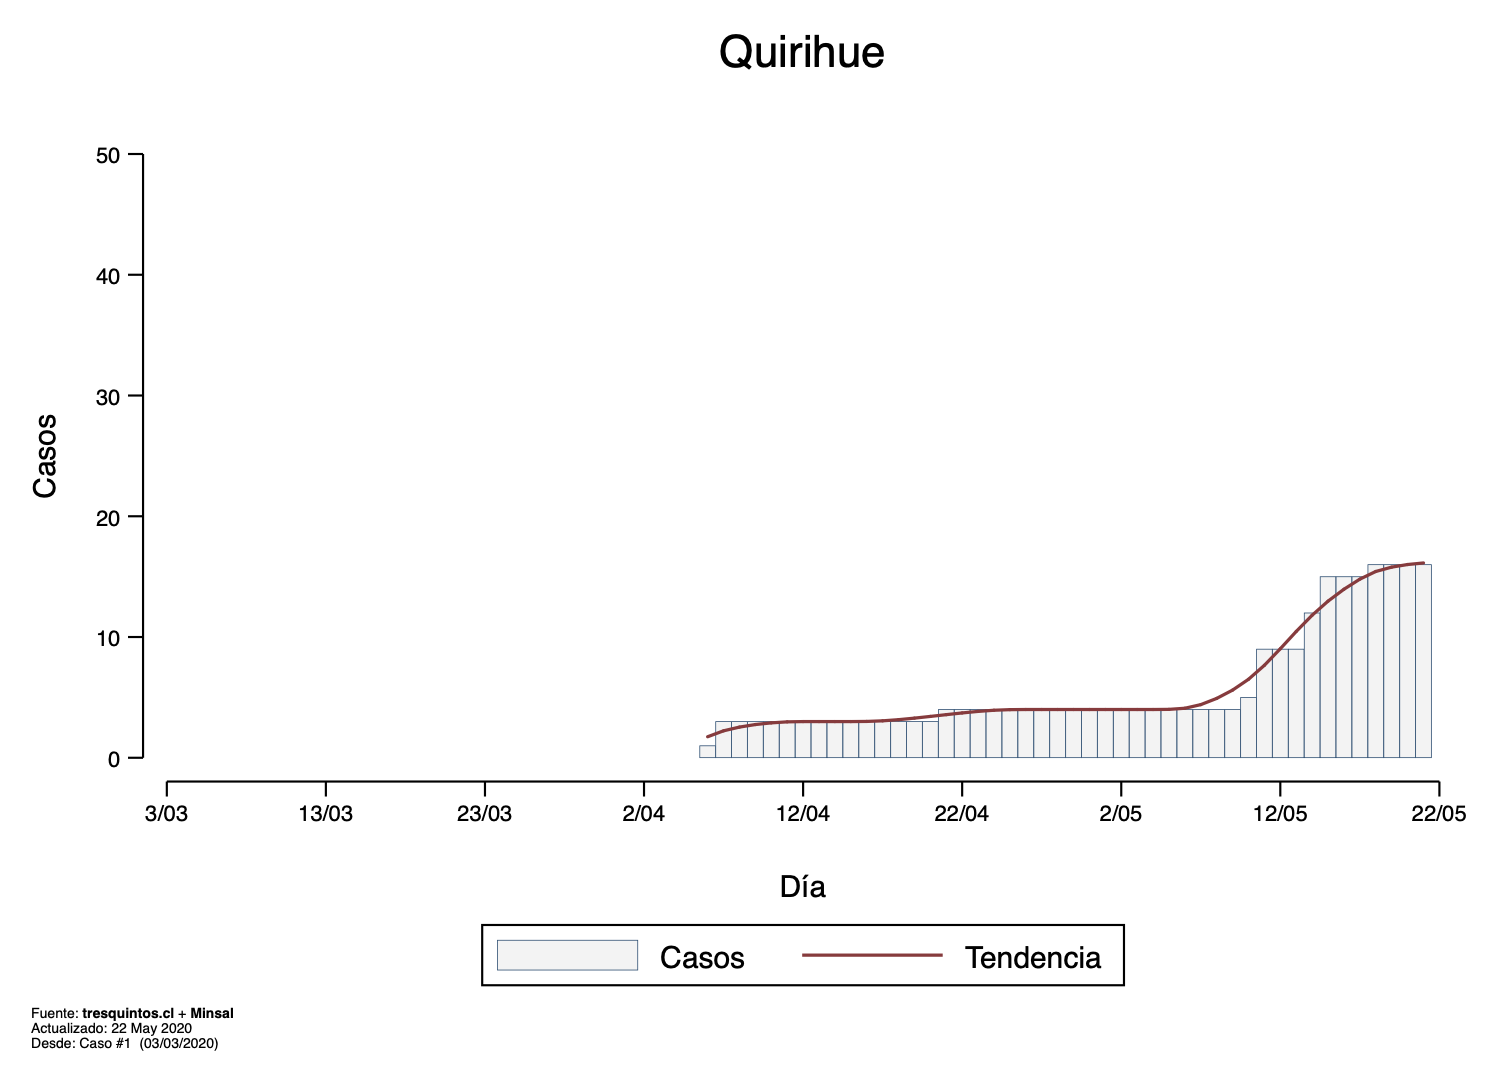 Quirihue
50
40
30
20
10
0
Casos
3/03 13/03 23/03 2/04 12/04 22/04 2/05 12/05 22/05
Día
Casos Tendencia
Fuente: tresquintos.cl + Minsal
Actualizado: 22 May 2020
Desde: Caso #1 (03/03/2020)